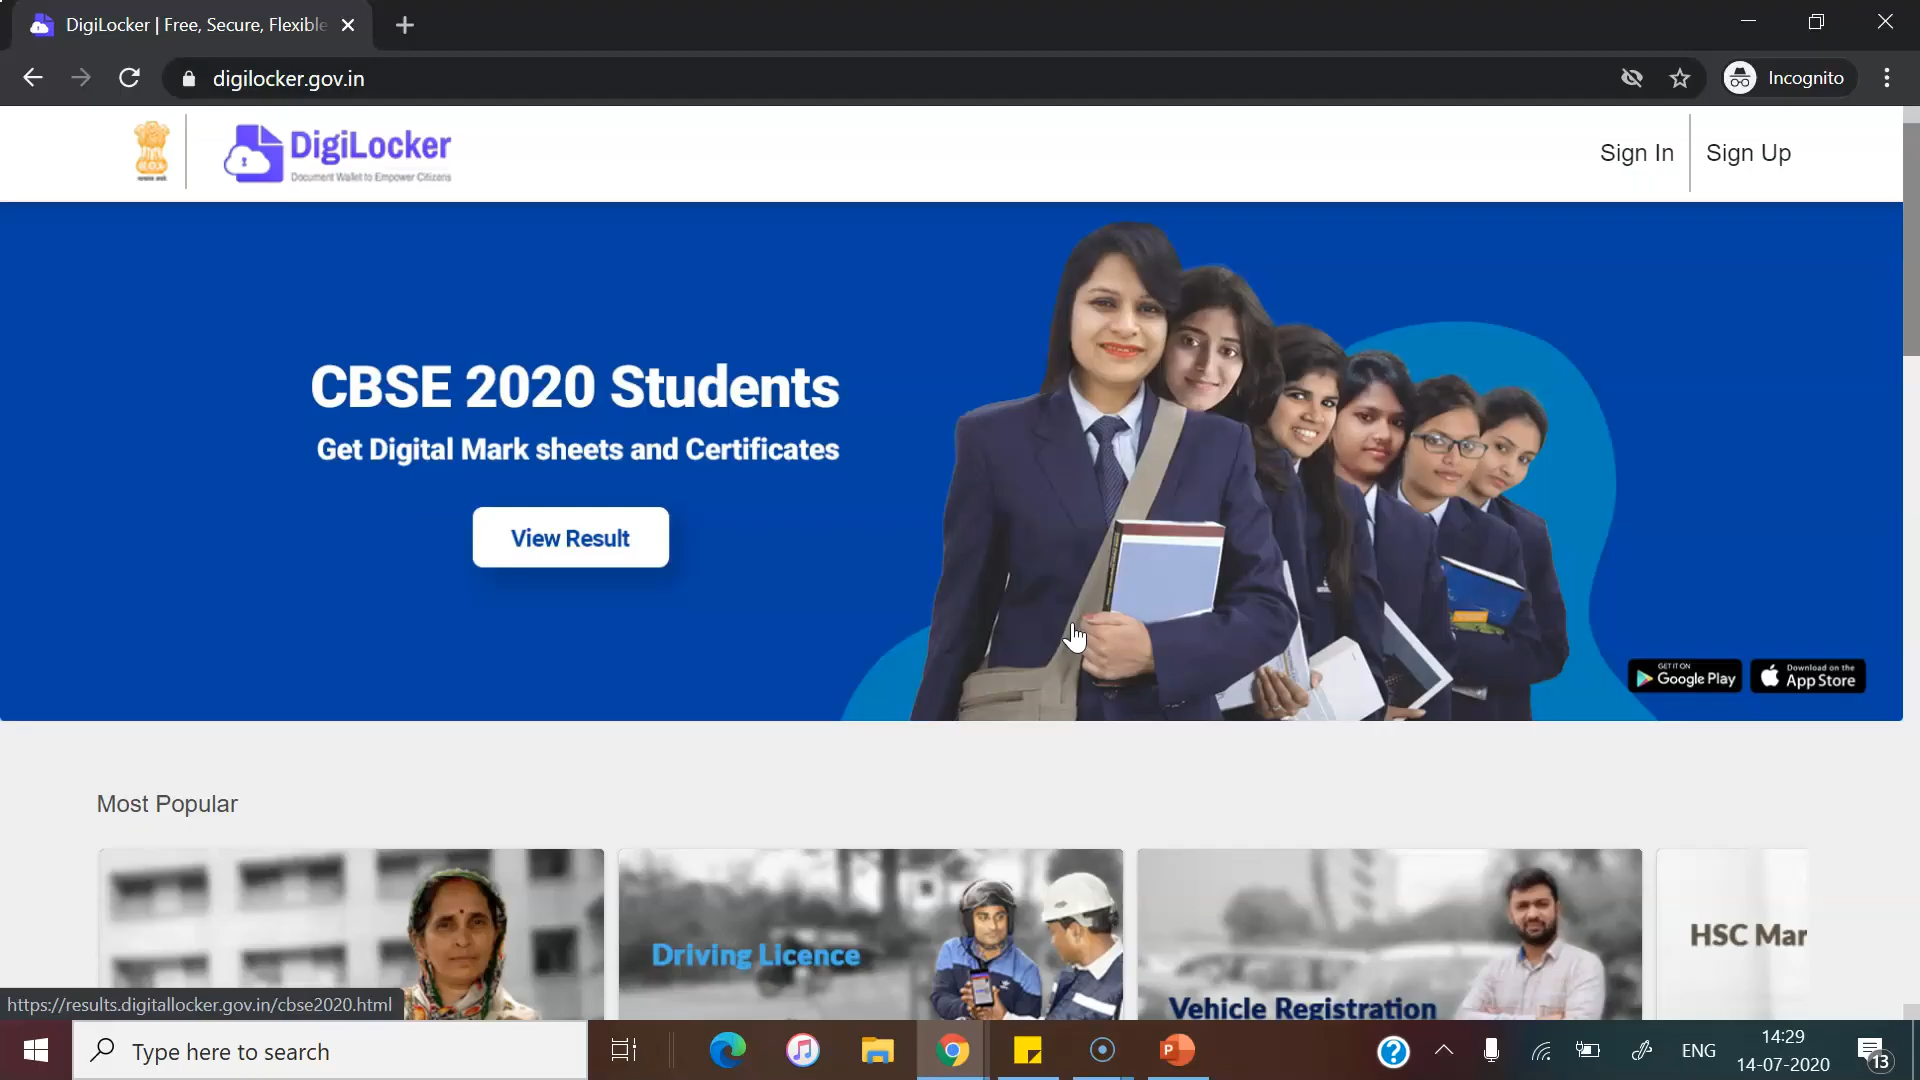 DigiLocker | Free, Secure, Flexible
digilocker.gov.in
Incognito
DigiLocker
Document Wallet to Empower Citizens
Sign In
Sign Up
CBSE 2020 Students
Get Digital Mark sheets and Certificates
View Result
GET IT ON
Google Play
Download on the
App Store
Most Popular
Driving Licence
Vehicle Registration
HSC Mar
https://results.digitallocker.gov.in/cbse2020.html
Type here to search
P
ENG
14:29
14-07-2020
13